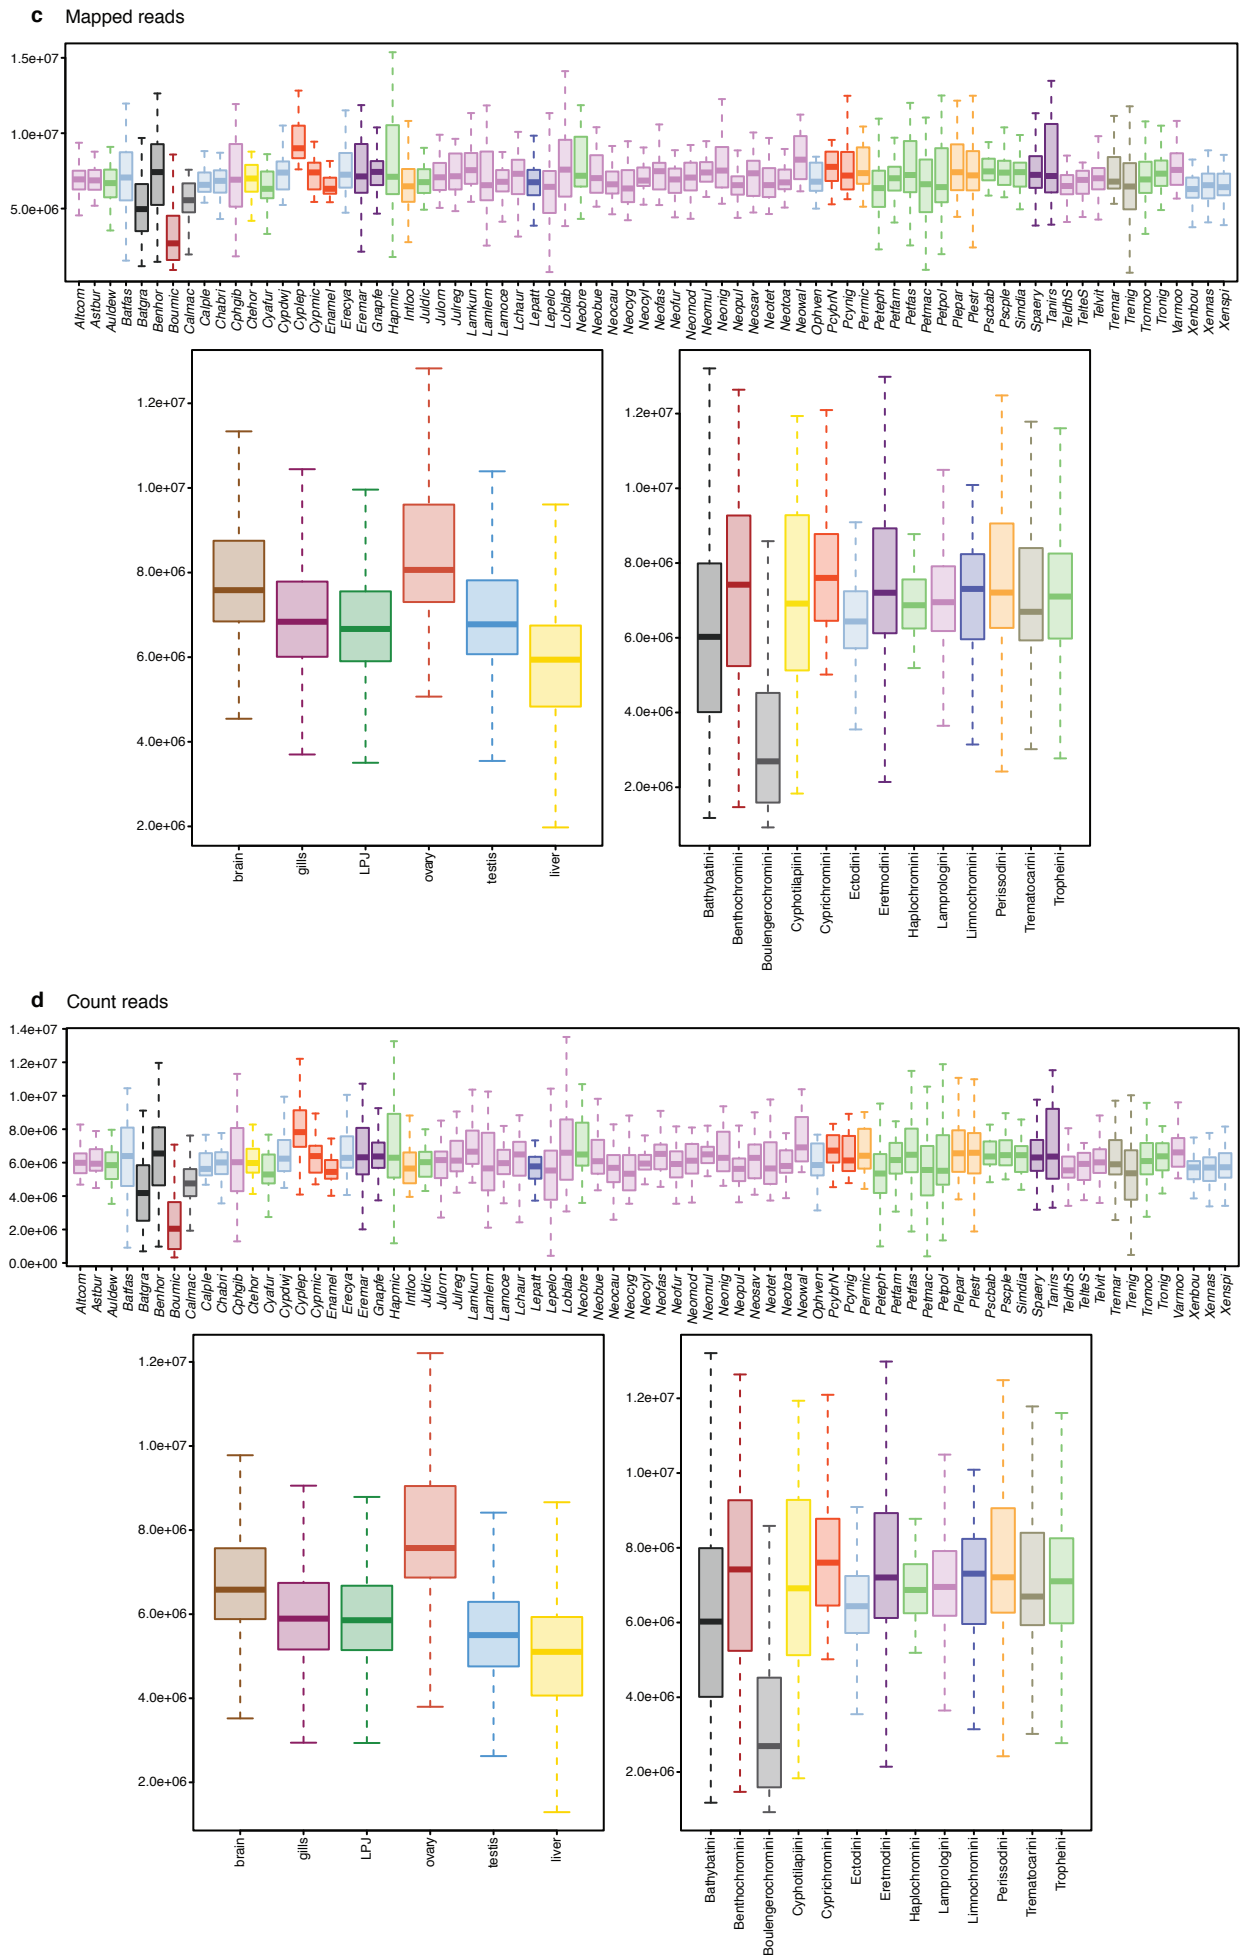 c Mapped reads
1.5e+07
1.0e+07
5.0e+06
Altcom Astbur Auldew Batfas Batgra Benhor Boumic Calmac Calple Chabri Cphgib Ctehor Cyafur Cypdwj Cyplep Cypmic Enamel Erecya Eremar Gnapfe Hapmic Intloo Juldic Julorn Julreg Lamkun Lamlem Lamoce Lchaur Lepatt Lepelo Loblab Neobre Neobue Neocau Neocyg Neocyl Neofas Neofur Neomod Neomul Neonig Neopul Neosav Neotet Neotoa Neowal Ophven PcybrN Pcynig Permic Peteph Petfam Petfas Petmac Petpol Plepar Plestr Pscbab Pscple Simdia Spaery Tanirs TeldhS TelteS Telvit Tremar Trenig Tromoo Tronig Varmoo Xenbou Xennas Xenspi
1.2e+07
1.0e+07
8.0e+06
6.0e+06
4.0e+06
2.0e+06
brain gills LPJ ovary testis liver
1.2e+07
1.0e+07
8.0e+06
6.0e+06
4.0e+06
2.0e+06
Bathybatini Benthochromini Boulengerochromini Cyphotilapiini Cyprichromini Ectodini Eretmodini Haplochromini Lamprologini Limnochromini Perissodini Trematocarini Tropheini
d Count reads
1.4e+07
1.2e+07
1.0e+07
8.0e+06
6.0e+06
4.0e+06
2.0e+06
0.0e+00
Altcom Astbur Auldew Batfas Batgra Benhor Boumic Calmac Calple Chabri Cphgib Ctehor Cyafur Cypdwj Cyplep Cypmic Enamel Erecya Eremar Gnapfe Hapmic Intloo Juldic Julorn Julreg Lamkun Lamlem Lamoce Lchaur Lepatt Lepelo Loblab Neobre Neobue Neocau Neocyg Neocyl Neofas Neofur Neomod Neomul Neonig Neopul Neosav Neotet Neotoa Neowal Ophven PcybrN Pcynig Permic Peteph Petfam Petfas Petmac Petpol Plepar Plestr Pscbab Pscple Simdia Spaery Tanirs TeldhS TelteS Telvit Tremar Trenig Tromoo Tronig Varmoo Xenbou Xennas Xenspi
1.2e+07
1.0e+07
8.0e+06
6.0e+06
4.0e+06
2.0e+06
brain gills LPJ ovary testis liver
1.2e+07
1.0e+07
8.0e+06
6.0e+06
4.0e+06
2.0e+06
Bathybatini Benthochromini Boulengerochromini Cyphotilapiini Cyprichromini Ectodini Eretmodini Haplochromini Lamprologini Limnochromini Perissodini Trematocarini Tropheini